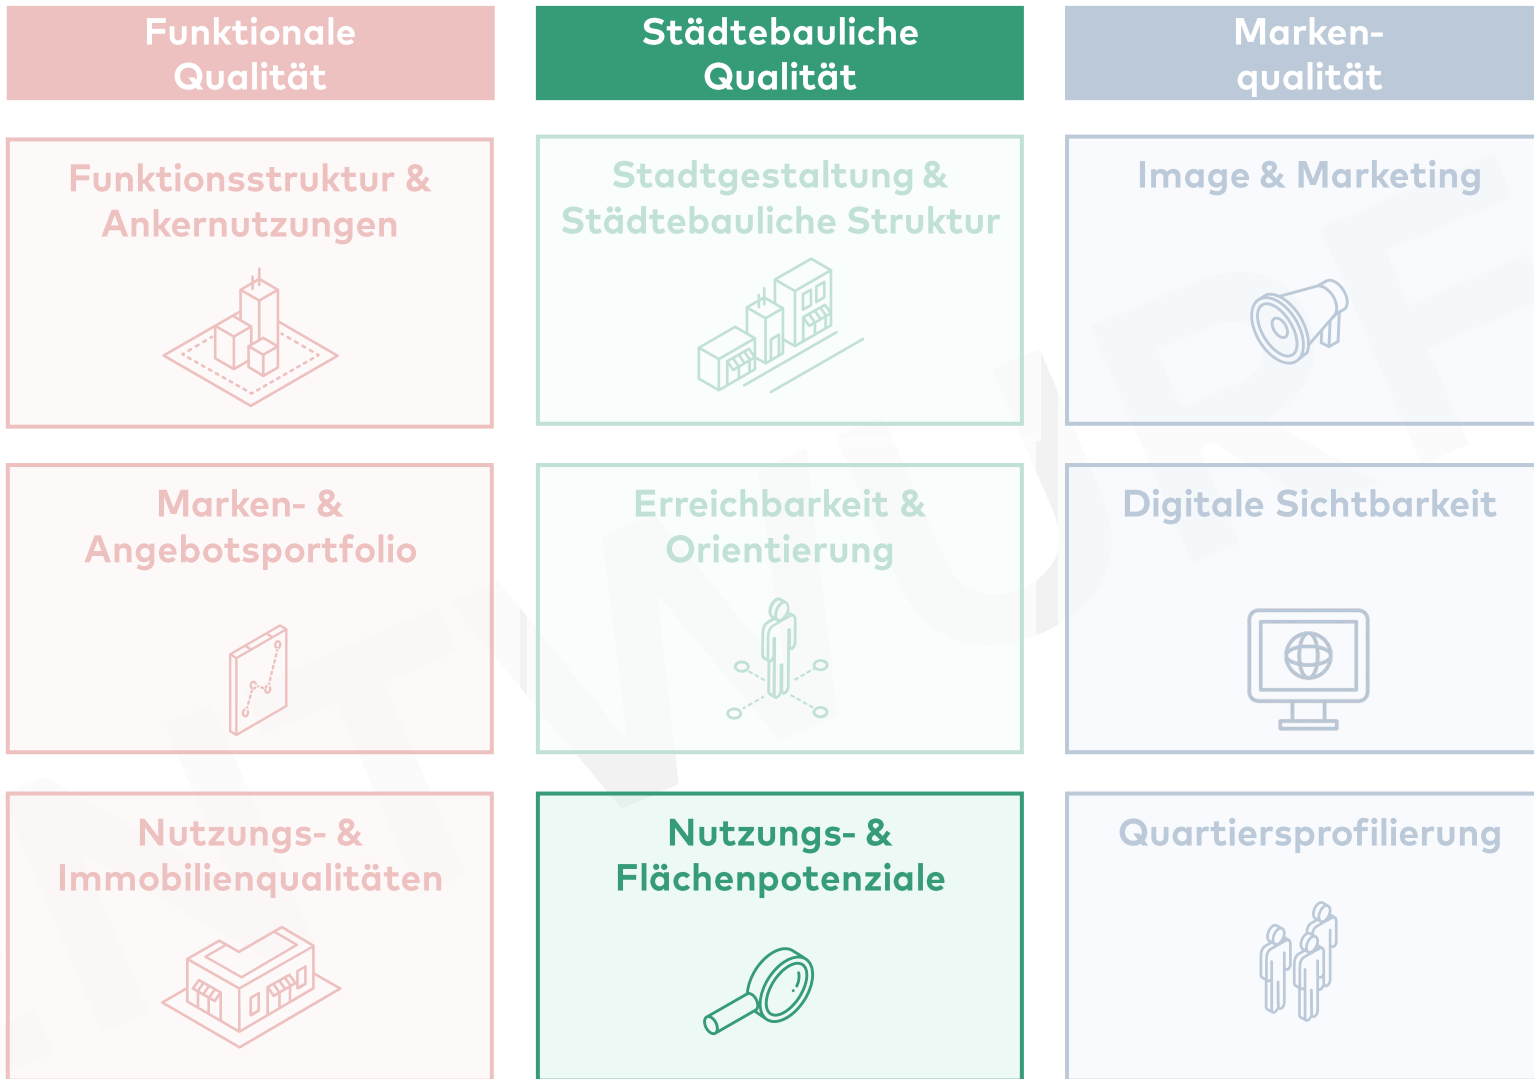 Funktionale
Qualität
Städtebauliche
Qualität
Marken-
qualität
Funktionsstruktur &
Ankernutzungen
Stadtgestaltung &
Städtebauliche Struktur
Image & Marketing
Marken- &
Angebotsportfolio
Erreichbarkeit &
Orientierung
Digitale Sichtbarkeit
Nutzungs- &
Immobilienqualitäten
Nutzungs- &
Flächenpotenziale
Quartiersprofilierung